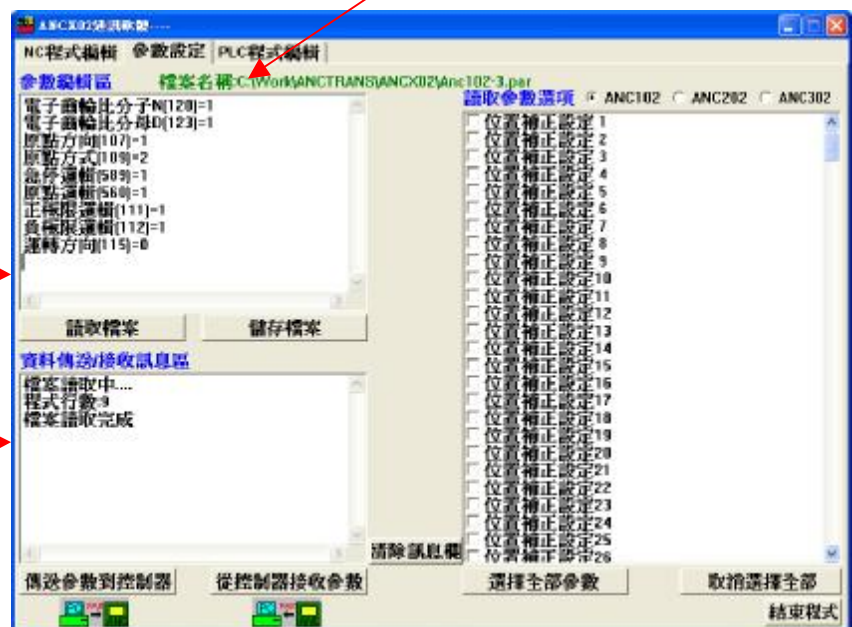 ANCX02通訊軟體----
NC程式編輯 參數設定 PLC程式編輯
參數編輯區 檔案名稱:C:\Work\ANCTRANS\ANCX02\Anc102-3.par
讀取參數選項 ANC102 ANC202 ANC302
電子齒輪比分子N(120)=1
電子齒輪比分母D(123)=1
原點方向(107)=1
原點方式(109)=2
急停邏輯(589)=1
原點邏輯(560)=1
正極限邏輯(111)=1
負極限邏輯(112)=1
運轉方向(115)=0
讀取檔案 儲存檔案
資料傳送/接收訊息區
檔案讀取中....
程式行數:9
檔案讀取完成
位置補正設定1
位置補正設定2
位置補正設定3
位置補正設定4
位置補正設定5
位置補正設定6
位置補正設定7
位置補正設定8
位置補正設定9
位置補正設定10
位置補正設定11
位置補正設定12
位置補正設定13
位置補正設定14
位置補正設定15
位置補正設定16
位置補正設定17
位置補正設定18
位置補正設定19
位置補正設定20
位置補正設定21
位置補正設定22
位置補正設定23
位置補正設定24
位置補正設定25
位置補正設定26
清除訊息欄
傳送參數到控制器 從控制器接收參數 選擇全部參數 取消選擇全部
結束程式